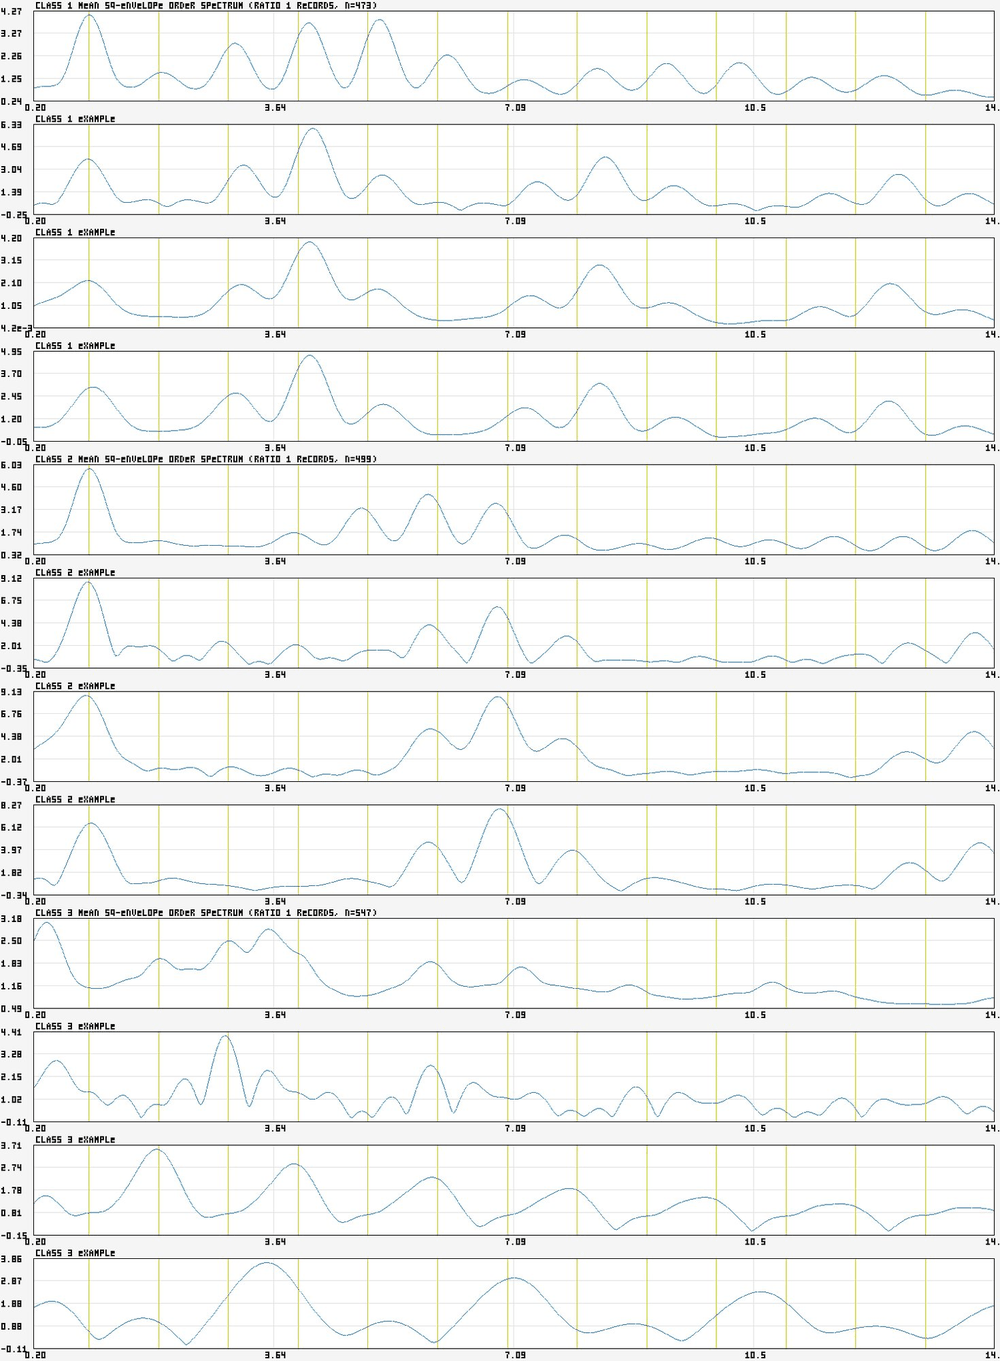 CLASS 1 MEAN SQ-ENVELOPE ORDER SPECTRUM (RATIO 1 RECORDS, N=473)
4.27
3.27
2.26
1.25
0.24
0.20 3.64 7.09 10.5 14.
CLASS 1 EXAMPLE
6.33
4.69
3.04
1.39
-0.25
0.20 3.64 7.09 10.5 14.
CLASS 1 EXAMPLE
4.20
3.15
2.10
1.05
4.2e-3
0.20 3.64 7.09 10.5 14.
CLASS 1 EXAMPLE
4.95
3.70
2.45
1.20
-0.05
0.20 3.64 7.09 10.5 14.
CLASS 2 MEAN SQ-ENVELOPE ORDER SPECTRUM (RATIO 1 RECORDS, N=499)
6.03
4.60
3.17
1.74
0.32
0.20 3.64 7.09 10.5 14.
CLASS 2 EXAMPLE
9.12
6.75
4.38
2.01
-0.35
0.20 3.64 7.09 10.5 14.
CLASS 2 EXAMPLE
9.13
6.76
4.38
2.01
-0.37
0.20 3.64 7.09 10.5 14.
CLASS 2 EXAMPLE
8.27
6.12
3.97
1.82
-0.34
0.20 3.64 7.09 10.5 14.
CLASS 3 MEAN SQ-ENVELOPE ORDER SPECTRUM (RATIO 1 RECORDS, N=547)
3.18
2.50
1.83
1.16
0.49
0.20 3.64 7.09 10.5 14.
CLASS 3 EXAMPLE
4.41
3.28
2.15
1.02
-0.11
0.20 3.64 7.09 10.5 14.
CLASS 3 EXAMPLE
3.71
2.74
1.78
0.81
-0.15
0.20 3.64 7.09 10.5 14.
CLASS 3 EXAMPLE
3.86
2.87
1.88
0.88
-0.11
0.20 3.64 7.09 10.5 14.